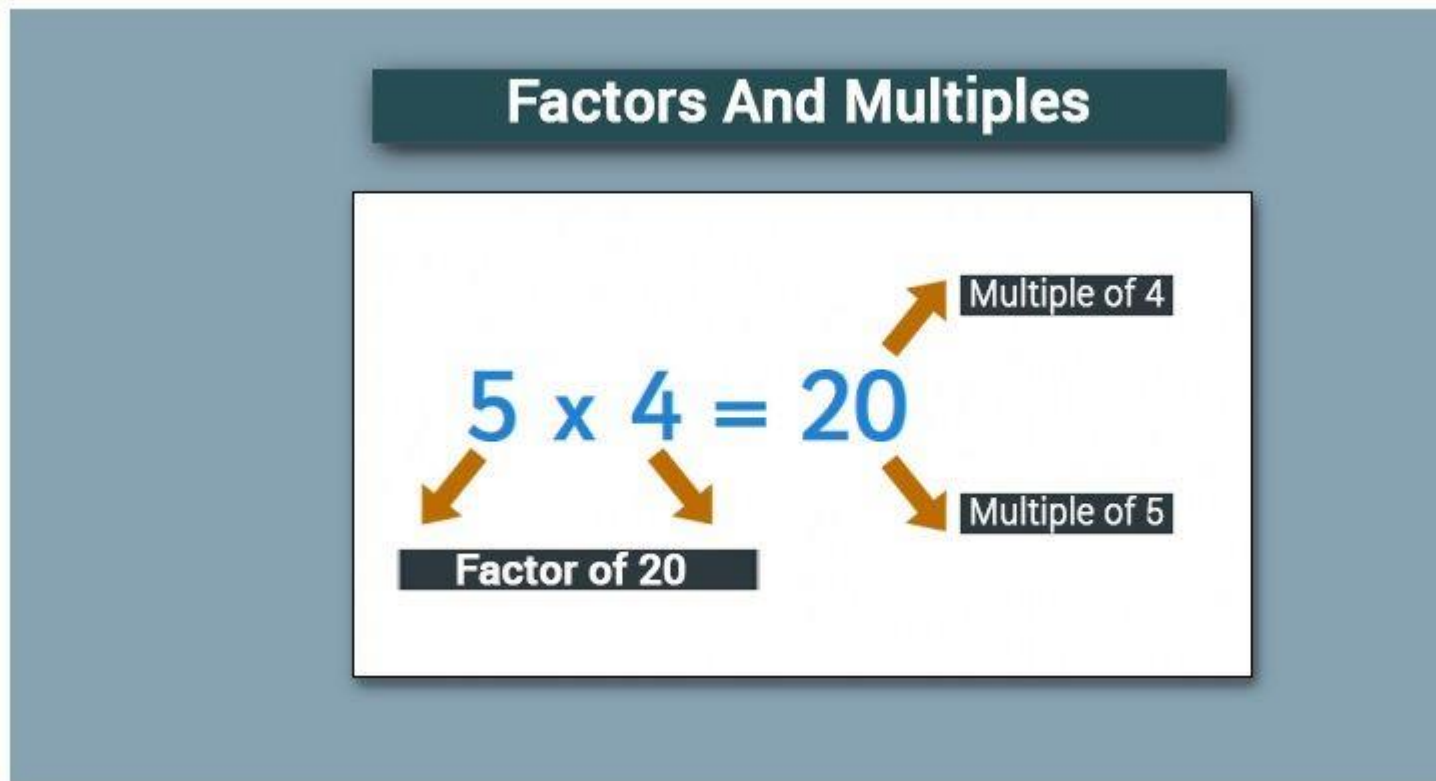 Factors And Multiples
Multiple of 4
5 x 4 = 20
Multiple of 5
Factor of 20